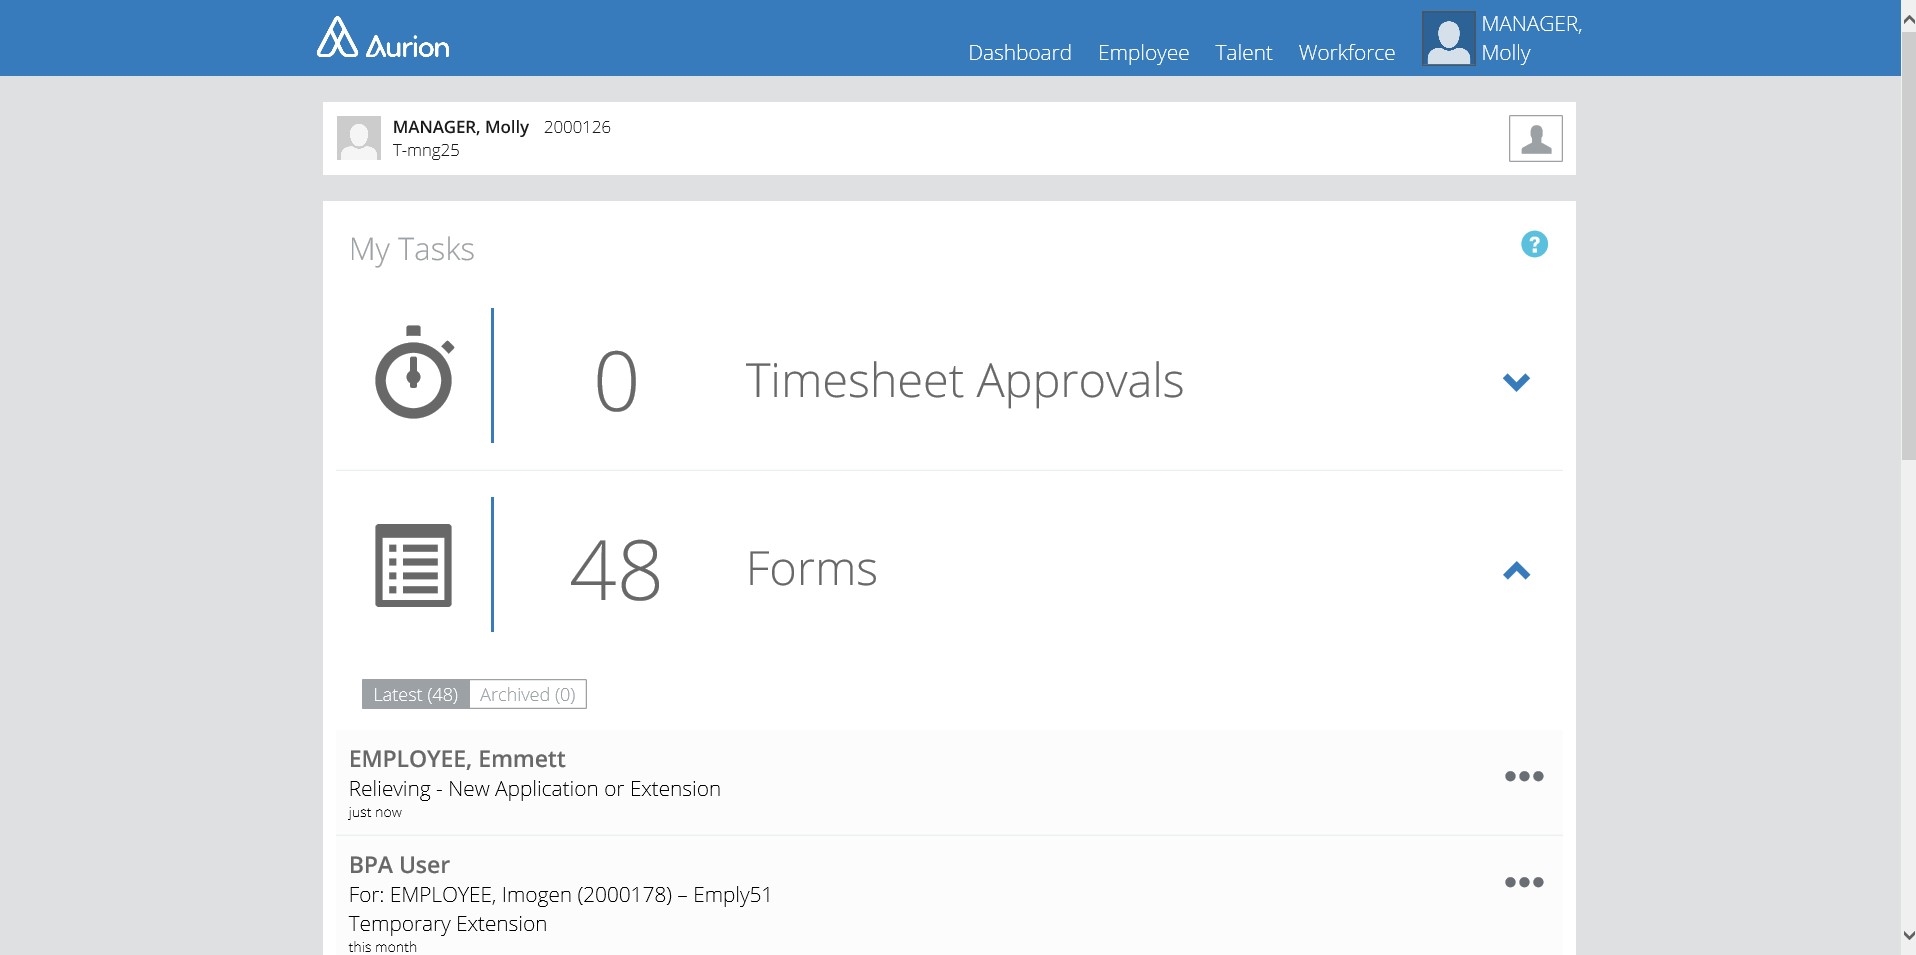 Aurion
Dashboard Employee Talent Workforce
MANAGER,
Molly
MANAGER, Molly 2000126
T-mng25
My Tasks
?
0 Timesheet Approvals
48 Forms
Latest (48) Archived (0)
EMPLOYEE, Emmett
Relieving - New Application or Extension
just now
BPA User
For: EMPLOYEE, Imogen (2000178) – Emply51
Temporary Extension
this month